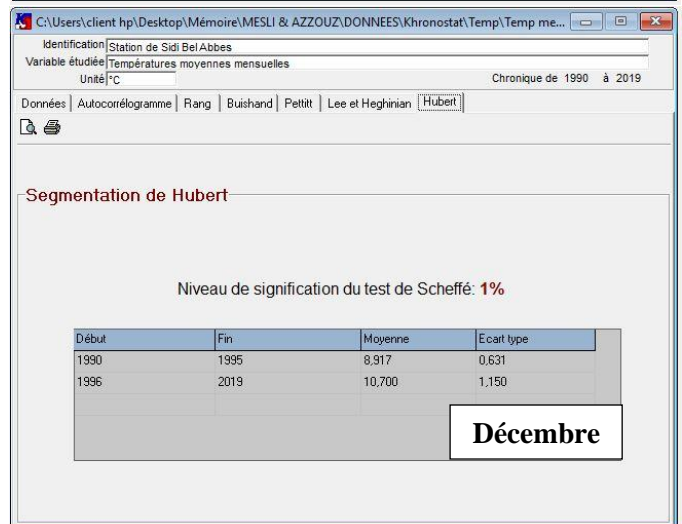 C:\Users\client hp\Desktop\Mémoire\MESLI & AZZOUZ\DONNEES\Khronostat\Temp\Temp me...
Identification Station de Sidi Bel Abbes
Variable étudiée Températures moyennes mensuelles
Unité °C Chronique de 1990 à 2019
Données Autocorrélogramme Rang Buishand Pettitt Lee et Heghinian Hubert
Segmentation de Hubert
Niveau de signification du test de Scheffé: 1%
Début Fin Moyenne Ecart type
1990 1995 8,917 0,631
1996 2019 10,700 1,150
Décembre